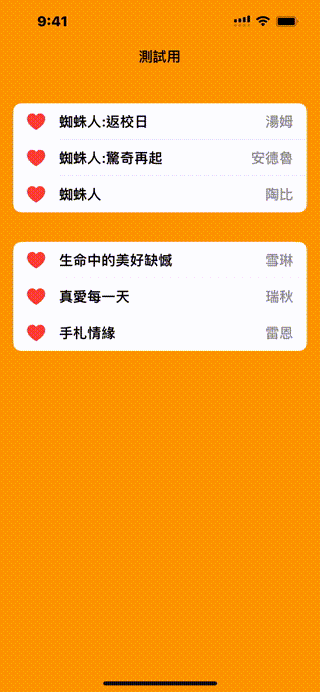 9:41
測試用
蜘蛛人:返校日 湯姆
蜘蛛人:驚奇再起 安德魯
蜘蛛人 陶比
生命中的美好缺憾 雪琳
真愛每一天 瑞秋
手札情緣 雷恩